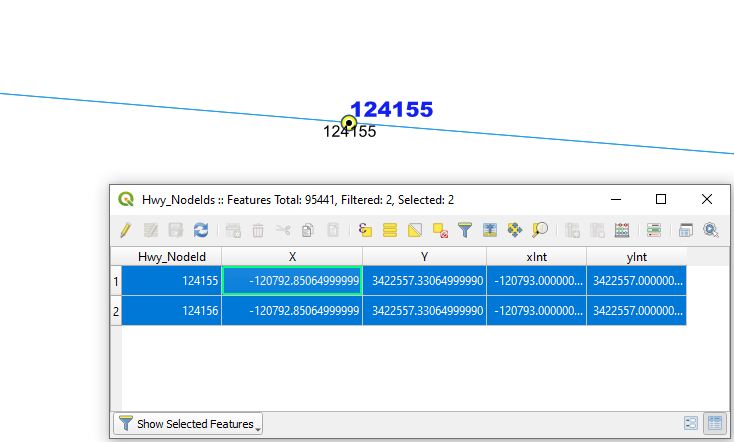 124155
124155
Hwy_NodeIds :: Features Total: 95441, Filtered: 2, Selected: 2
Hwy_NodeId X Y xInt yInt
1 124155 -120792.85064999999 3422557.33064999990 -120793.000000... 3422557.000000...
2 124156 -120792.85064999999 3422557.33064999990 -120793.000000... 3422557.000000...
Show Selected Features